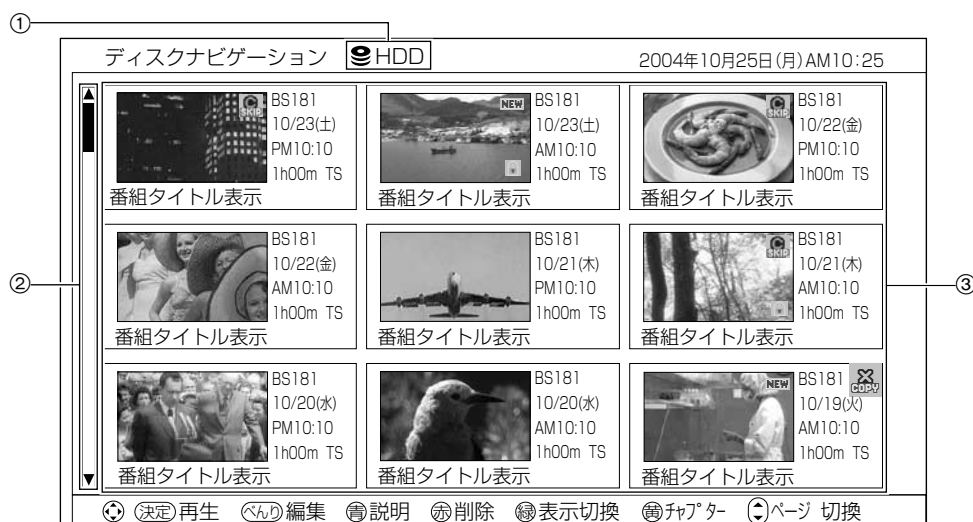 ①
ディスクナビゲーション HDD 2004年10月25日(月)AM10:25
SKIP
BS181
10/23(土)
PM10:10
1h00m TS
番組タイトル表示
NEW
BS181
10/23(土)
AM10:10
1h00m TS
番組タイトル表示
SKIP
BS181
10/22(金)
PM10:10
1h00m TS
番組タイトル表示
②
BS181
10/22(金)
AM10:10
1h00m TS
番組タイトル表示
BS181
10/21(木)
PM10:10
1h00m TS
番組タイトル表示
SKIP
BS181
10/21(木)
AM10:10
1h00m TS
番組タイトル表示
③
BS181
10/20(水)
PM10:10
1h00m TS
番組タイトル表示
BS181
10/20(水)
AM10:10
1h00m TS
番組タイトル表示
NEW
BS181
COPY
10/19(火)
AM10:10
1h00m TS
番組タイトル表示
決定 再生 べんり 編集 青 説明 赤 削除 緑 表示切換 黄 ﾁｬﾌﾟﾀｰ ページ 切換